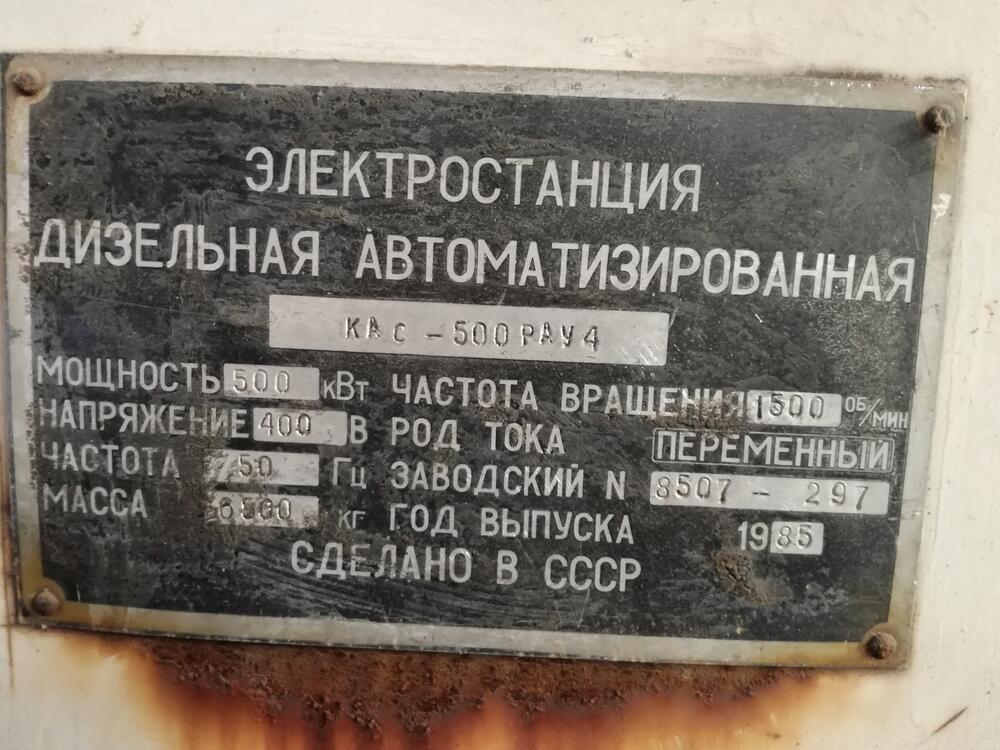 ЭЛЕКТРОСТАНЦИЯ
ДИЗЕЛЬНАЯ АВТОМАТИЗИРОВАННАЯ
КАС - 500РАУ4
МОЩНОСТЬ 500 кВт ЧАСТОТА ВРАЩЕНИЯ 1500 ОБ/МИН
НАПРЯЖЕНИЕ 400 В РОД ТОКА ПЕРЕМЕННЫЙ
ЧАСТОТА 50 Гц ЗАВОДСКИЙ N 8507 - 297
МАССА 6500 кг ГОД ВЫПУСКА 1985
СДЕЛАНО В СССР